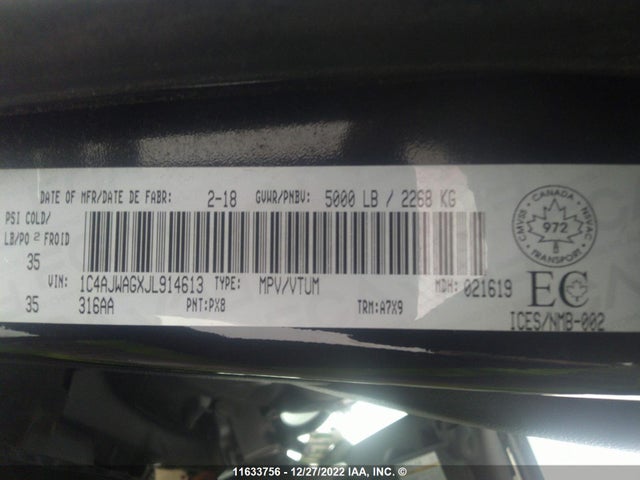 DATE OF MFR/DATE DE FABR: 2-18 GVWR/PNBV: 5000 LB / 2268 KG
PSI COLD/
LB/PO 2 FROID
35
VIN: 1C4AJWAGXJL914613 TYPE: MPV/VTUM MDH: 021619
35 316AA PNT:PX8 TRM:A7X9
CANADA
CMVSS NSVAC
972
TRANSPORT
EC
ICES/NMB-002
11633756 - 12/27/2022 IAA, INC. ©